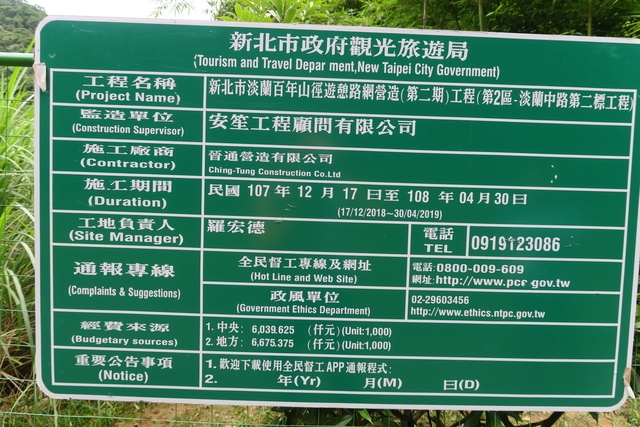 新北市政府觀光旅遊局
(Tourism and Travel Depar ment,New Taipei City Government)
工程名稱
(Project Name)
新北市淡蘭百年山徑遊憩路網營造(第二期)工程(第2區-淡蘭中路第二標工程)
監造單位
(Construction Supervisor)
安笙工程顧問有限公司
施工廠商
(Contractor)
晉通營造有限公司
Ching-Tung Construction Co.Ltd
施工期間
(Duration)
民國 107 年 12 月 17 日至 108 年 04 月 30 日
(17/12/2018~30/04/2019)
工地負責人
(Site Manager)
羅宏德
電話
TEL
0919123086
通報專線
(Complaints & Suggestions)
全民督工專線及網址
(Hot Line and Web Site)
電話:0800-009-609
網址:http://www.pcc.gov.tw
政風單位
(Government Ethics Department)
02-29603456
http://www.ethics.ntpc.gov.tw
經費來源
(Budgetary sources)
1. 中央: 6,039.625 (仟元) (Unit:1,000)
2. 地方: 6,675.375 (仟元) (Unit:1,000)
重要公告事項
(Notice)
1. 歡迎下載使用全民督工APP通報程式:
2. 年(Yr) 月(M) 日(D)